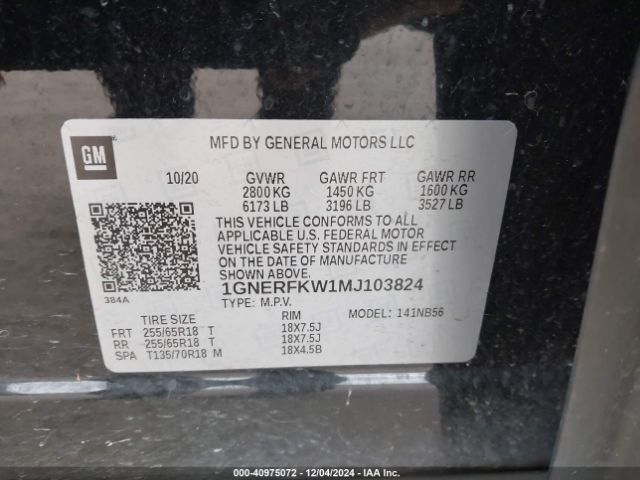 GM
MFD BY GENERAL MOTORS LLC
10/20 GVWR GAWR FRT GAWR RR
2800 KG 1450 KG 1600 KG
6173 LB 3196 LB 3527 LB
THIS VEHICLE CONFORMS TO ALL
APPLICABLE U.S. FEDERAL MOTOR
VEHICLE SAFETY STANDARDS IN EFFECT
ON THE DATE OF MANUFACTURE
SHOWN ABOVE.
384A
1GNERFKW1MJ103824
TYPE: M.P.V. MODEL: 141NB56
TIRE SIZE RIM
FRT 255/65R18 T 18X7.5J
RR 255/65R18 T 18X7.5J
SPA T135/70R18 M 18X4.5B
000-40975072 - 12/04/2024 - IAAI.COM